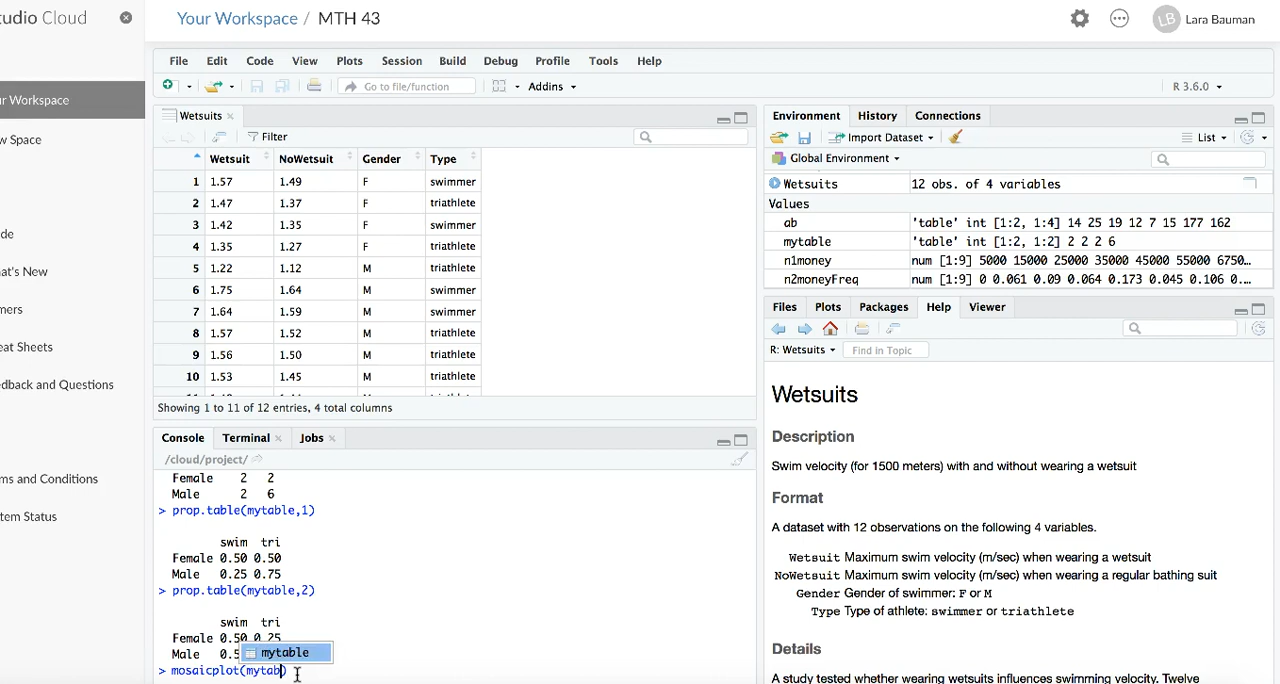 tudio Cloud
Your Workspace / MTH 43
LB Lara Bauman
File Edit Code View Plots Session Build Debug Profile Tools Help
Go to file/function Addins R 3.6.0
r Workspace
w Space
de
at's New
mers
eat Sheets
edback and Questions
ms and Conditions
tem Status
Wetsuits
Filter
Wetsuit NoWetsuit Gender Type
1 1.57 1.49 F swimmer
2 1.47 1.37 F triathlete
3 1.42 1.35 F swimmer
4 1.35 1.27 F triathlete
5 1.22 1.12 M triathlete
6 1.75 1.64 M swimmer
7 1.64 1.59 M swimmer
8 1.57 1.52 M triathlete
9 1.56 1.50 M triathlete
10 1.53 1.45 M triathlete
Showing 1 to 11 of 12 entries, 4 total columns
Console Terminal Jobs
/cloud/project/
Female 2 2
Male 2 6
> prop.table(mytable,1)
swim tri
Female 0.50 0.50
Male 0.25 0.75
> prop.table(mytable,2)
swim tri
Female 0.50 0.25
Male 0.5
mytable
> mosaicplot(mytab)
Environment History Connections
Import Dataset List
Global Environment
Wetsuits 12 obs. of 4 variables
Values
ab 'table' int [1:2, 1:4] 14 25 19 12 7 15 177 162
mytable 'table' int [1:2, 1:2] 2 2 2 6
n1money num [1:9] 5000 15000 25000 35000 45000 55000 6750…
n2moneyFreq num [1:9] 0 0.061 0.09 0.064 0.173 0.045 0.106 0.…
Files Plots Packages Help Viewer
R: Wetsuits Find in Topic
Wetsuits
Description
Swim velocity (for 1500 meters) with and without wearing a wetsuit
Format
A dataset with 12 observations on the following 4 variables.
Wetsuit Maximum swim velocity (m/sec) when wearing a wetsuit
NoWetsuit Maximum swim velocity (m/sec) when wearing a regular bathing suit
Gender Gender of swimmer: F or M
Type Type of athlete: swimmer or triathlete
Details
A study tested whether wearing wetsuits influences swimming velocity. Twelve